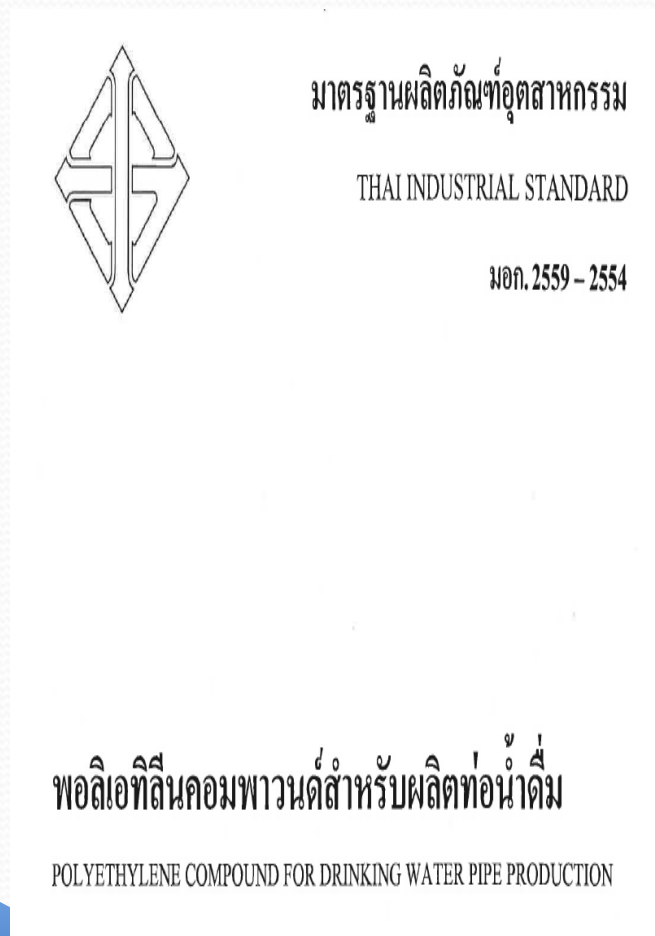 มาตรฐานผลิตภัณฑ์อุตสาหกรรม
THAI INDUSTRIAL STANDARD
มอก. 2559 – 2554
พอลิเอทิลีนคอมพาวนด์สำหรับผลิตท่อน้ำดื่ม
POLYETHYLENE COMPOUND FOR DRINKING WATER PIPE PRODUCTION